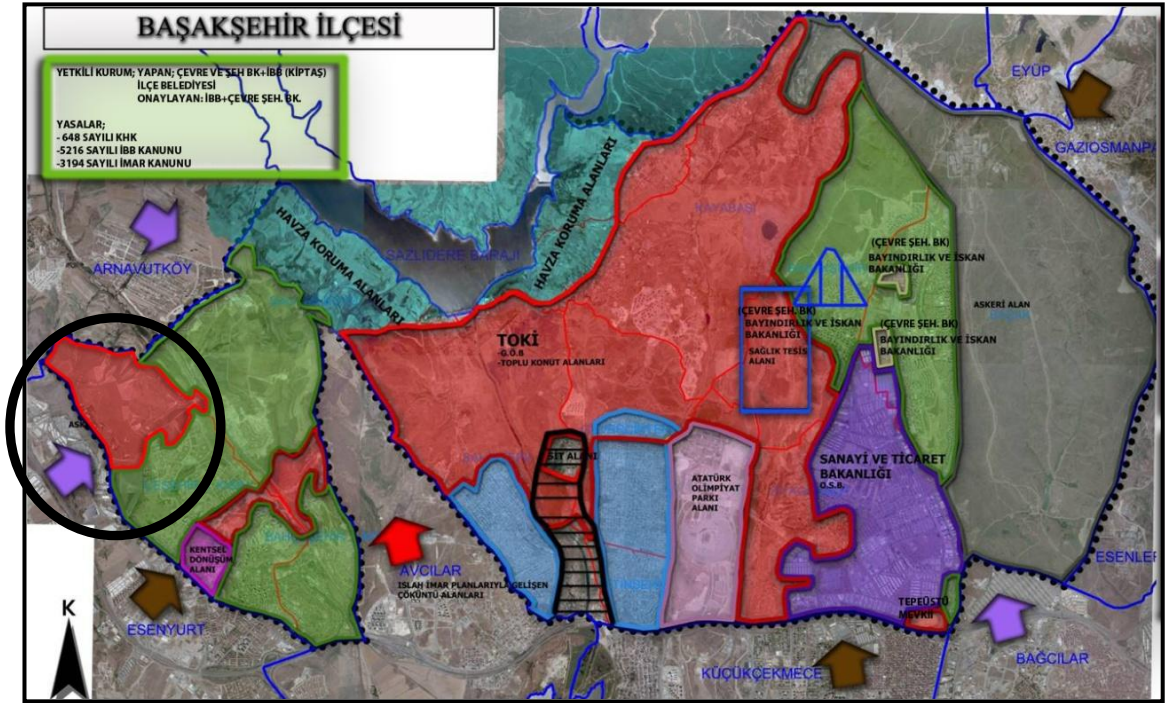 BAŞAKŞEHİR İLÇESİ
YETKİLİ KURUM; YAPAN; ÇEVRE VE ŞEH BK+İBB (KİPTAŞ)
İLÇE BELEDİYESİ
ONAYLAYAN: İBB+ÇEVRE ŞEH. BK.
YASALAR;
- 648 SAYILI KHK
-5216 SAYILI İBB KANUNU
-3194 SAYILI İMAR KANUNU
EYÜP
GAZİOSMANPA
ARNAVUTKÖY
HAVZA KORUMA ALANLARI
SAZLIDERE BARAJI
HAVZA KORUMA ALANLARI
KAYABAŞI
(ÇEVRE ŞEH. BK)
BAYINDIRLIK VE İSKAN
BAKANLIĞI
ASKERİ ALAN
(ÇEVRE ŞEH. BK)
BAYINDIRLIK VE İSKAN
BAKANLIĞI
SAĞLIK TESİS
ALANI
(ÇEVRE ŞEH. BK)
BAYINDIRLIK VE İSKAN
BAKANLIĞI
TOKİ
-G.Ö.B
-TOPLU KONUT ALANLARI
ASK
SİT ALANI
ATATÜRK
OLİMPİYAT
PARKI
ALANI
SANAYİ VE TİCARET
BAKANLIĞI
O.S.B.
KENTSEL
DÖNÜŞÜM
ALANI
AVCILAR
ISLAH İMAR PLANLARIYLA GELİŞEN
ÇÖKÜNTÜ ALANLARI
ESENLER
TEPEÜSTÜ
MEVKİİ
K
ESENYURT
KÜÇÜKÇEKMECE
BAĞCILAR